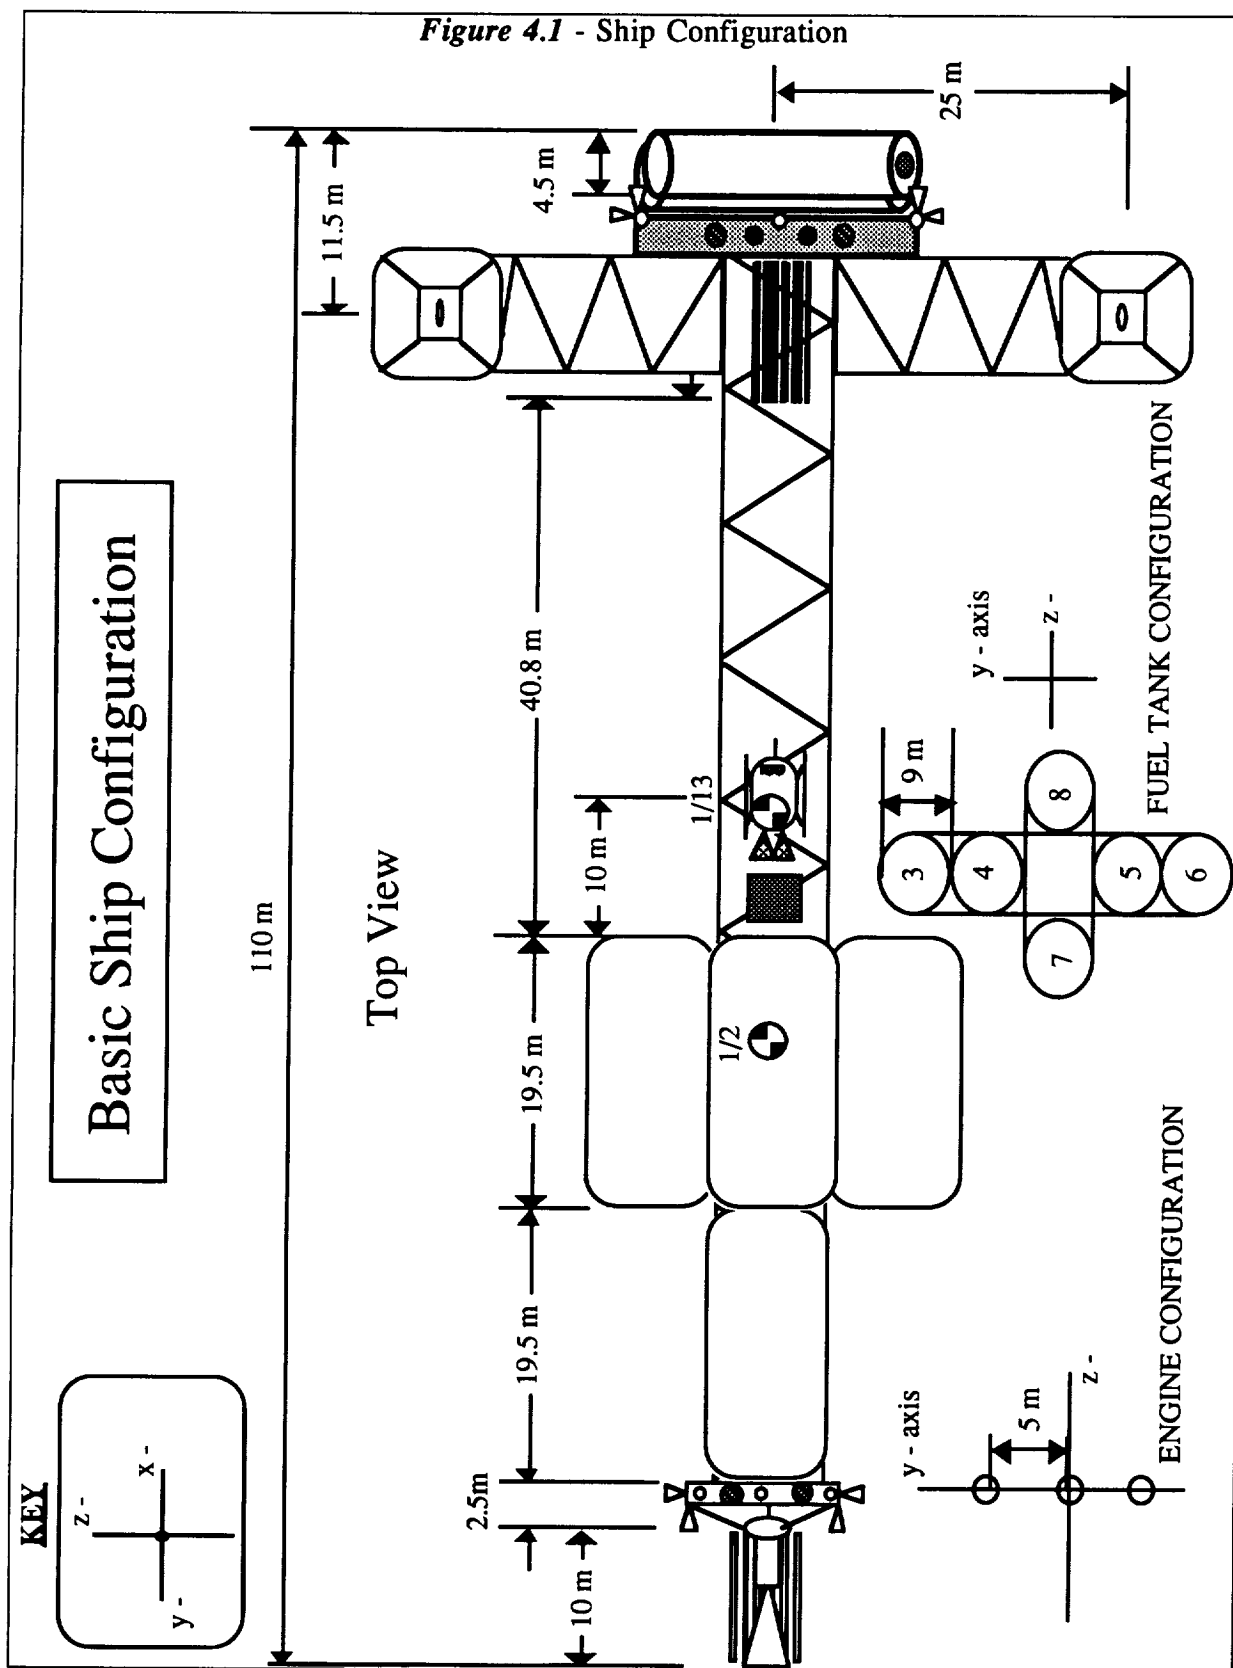 Figure 4.1 - Ship Configuration
Basic Ship Configuration
KEY
z -
x -
y -
110 m
Top View
11.5 m
4.5 m
25 m
40.8 m
10 m
19.5 m
19.5 m
2.5m
10 m
1/13
1/2
y - axis
5 m
z -
ENGINE CONFIGURATION
9 m
3
4
5
6
7
8
y - axis
z -
FUEL TANK CONFIGURATION